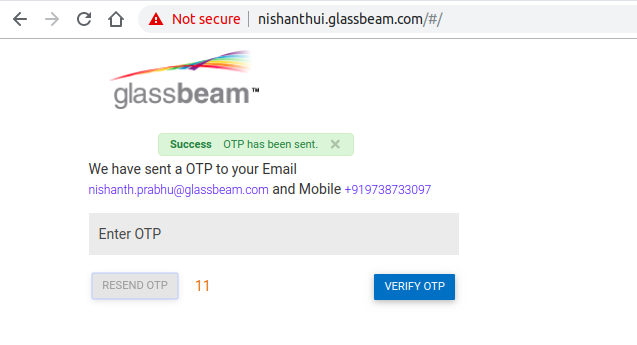 Not secure nishanthui.glassbeam.com/#/
glassbeam™
Success OTP has been sent. ×
We have sent a OTP to your Email
nishanth.prabhu@glassbeam.com and Mobile +919738733097
Enter OTP
RESEND OTP 11 VERIFY OTP